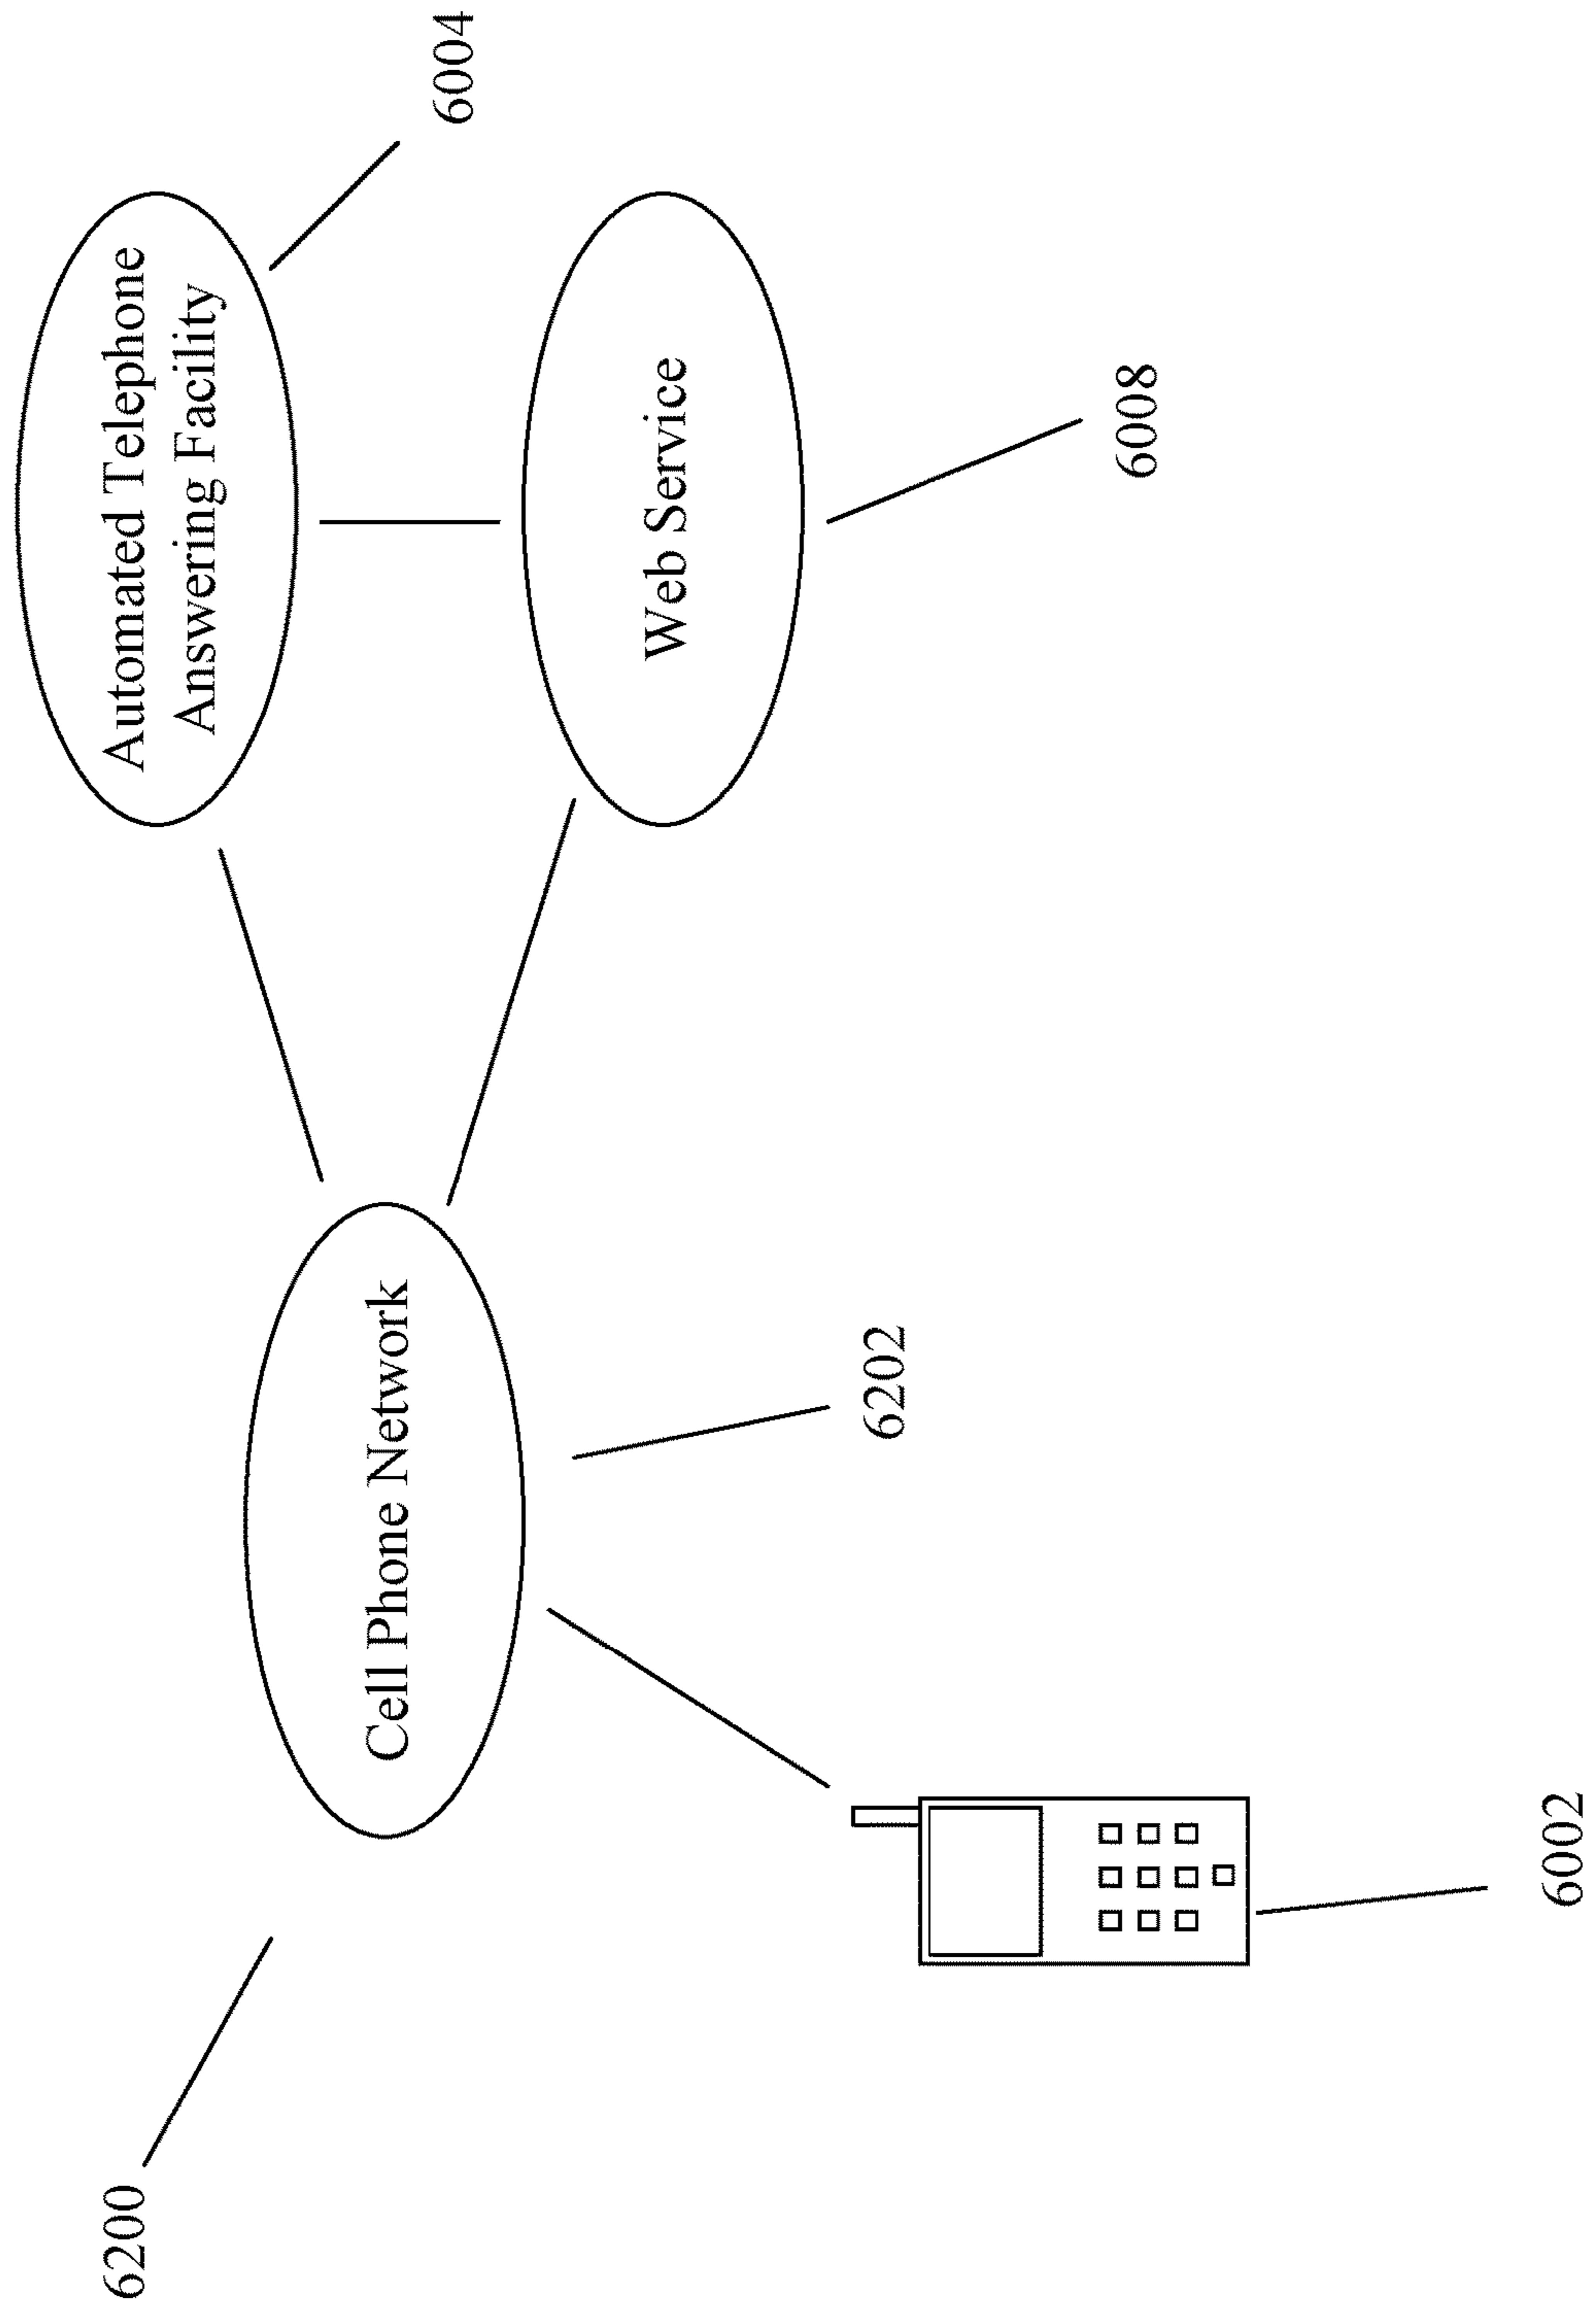 6200
Cell Phone Network
6202
6002
Automated Telephone
Answering Facility
6004
Web Service
6008